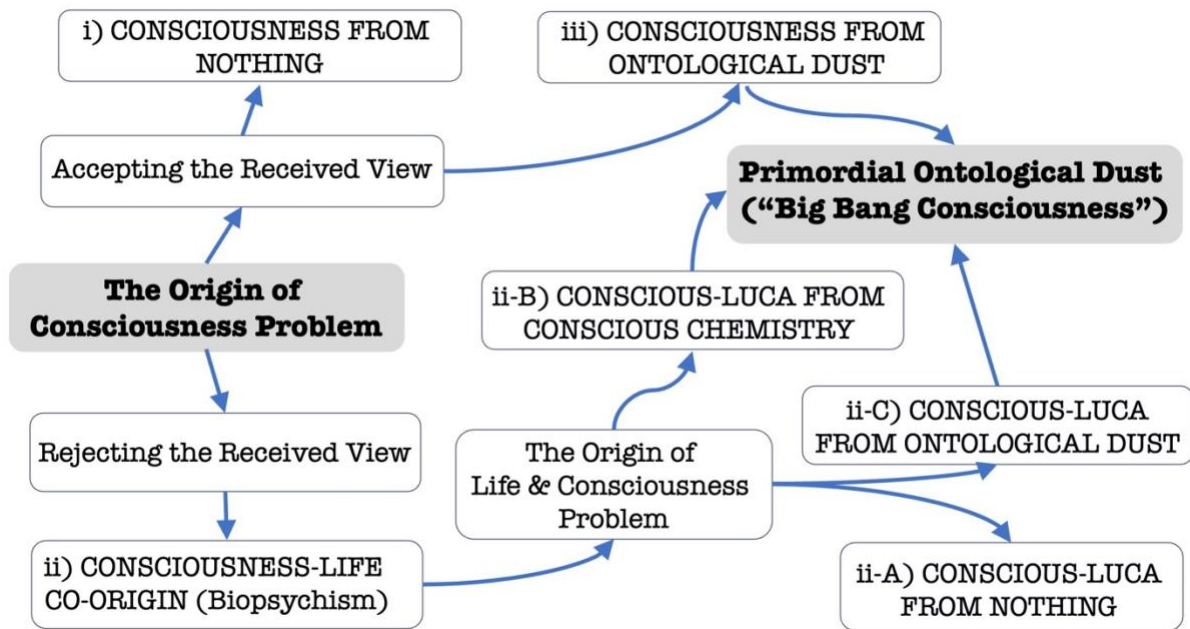 i) CONSCIOUSNESS FROM
NOTHING
iii) CONSCIOUSNESS FROM
ONTOLOGICAL DUST
Accepting the Received View
Primordial Ontological Dust
(“Big Bang Consciousness”)
The Origin of
Consciousness Problem
ii-B) CONSCIOUS-LUCA FROM
CONSCIOUS CHEMISTRY
Rejecting the Received View
The Origin of
Life & Consciousness
Problem
ii-C) CONSCIOUS-LUCA
FROM ONTOLOGICAL DUST
ii) CONSCIOUSNESS-LIFE
CO-ORIGIN (Biopsychism)
ii-A) CONSCIOUS-LUCA
FROM NOTHING